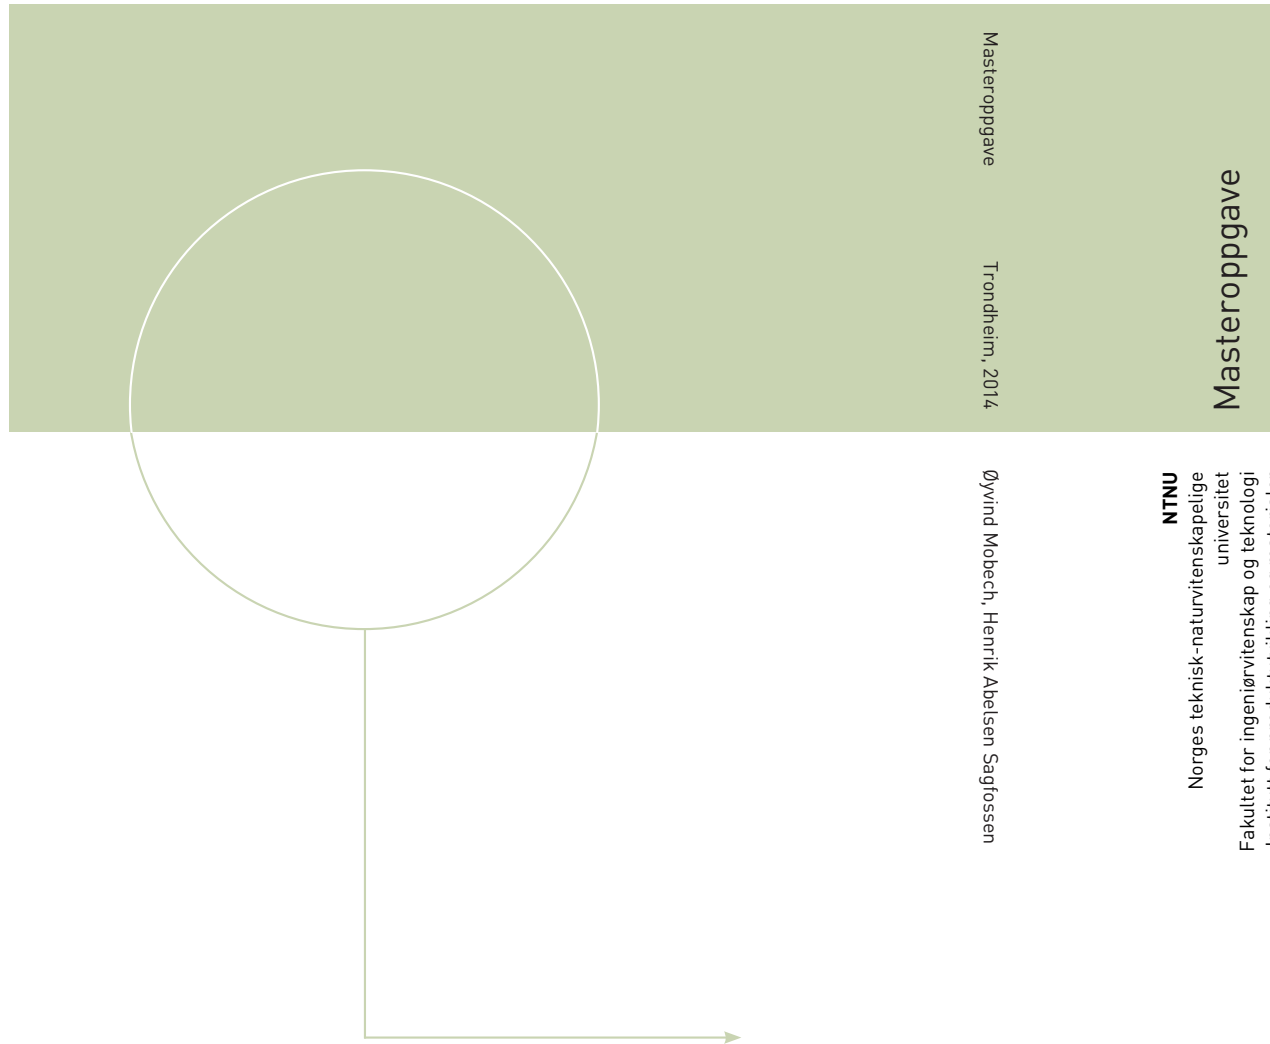 Masteroppgave
Trondheim, 2014
Øyvind Mobech, Henrik Abelsen Sagfossen
Masteroppgave
NTNU
Norges teknisk-naturvitenskapelige
universitet
Fakultet for ingeniørvitenskap og teknologi